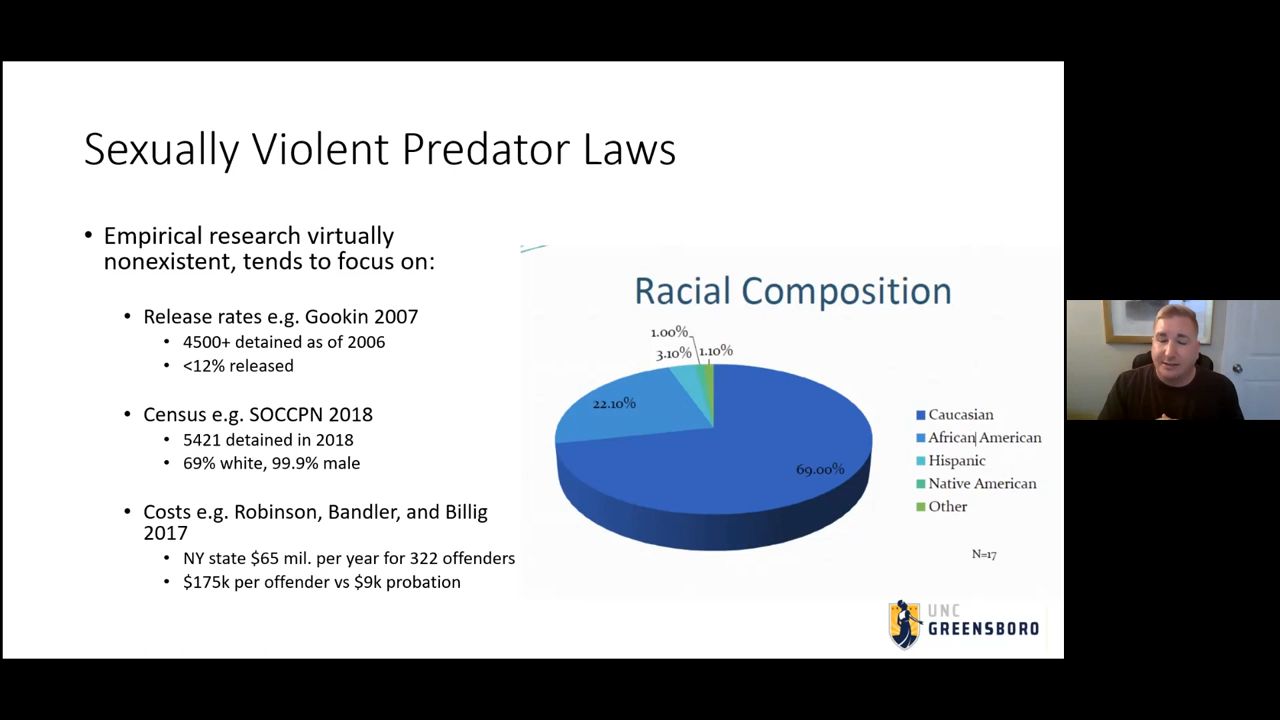 Sexually Violent Predator Laws
• Empirical research virtually
nonexistent, tends to focus on:
• Release rates e.g. Gookin 2007
• 4500+ detained as of 2006
• <12% released
• Census e.g. SOCCPN 2018
• 5421 detained in 2018
• 69% white, 99.9% male
• Costs e.g. Robinson, Bandler, and Billig
2017
• NY state $65 mil. per year for 322 offenders
• $175k per offender vs $9k probation
Racial Composition
1.00%
3.10%
1.10%
22.10%
69.00%
Caucasian
African American
Hispanic
Native American
Other
N=17
UNC
GREENSBORO